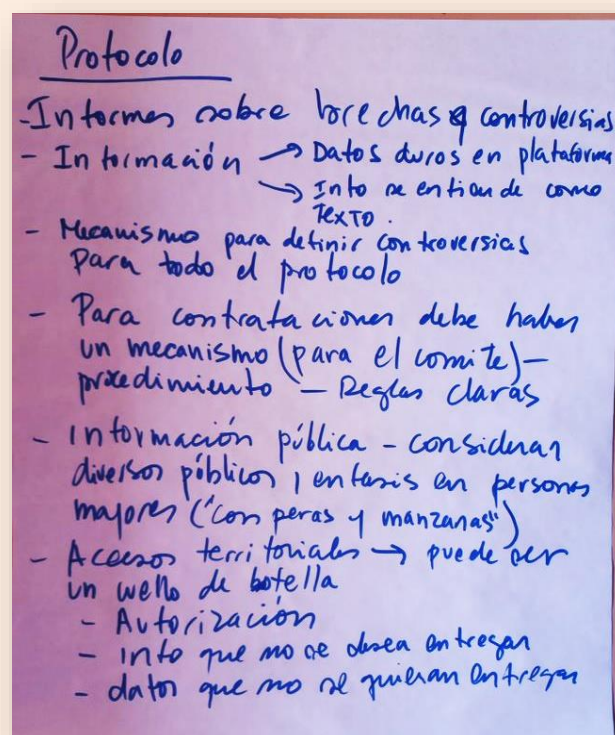 Protocolo
- Informes sobre brechas y controversias
- Información → Datos duros en plataforma
→ Info se entiende como
Texto.
- Mecanismo para definir controversias
para todo el protocolo
- Para contrataciones debe haber
un mecanismo (para el comite) —
procedimiento — Reglas claras
- Información pública - considerar
diversos públicos, enfasis en personas
mayores ("con peras y manzanas")
- Accesos territoriales → puede ser
un cuello de botella
- Autorización
- info que no se desea entregar
- datos que no se quieran entregar